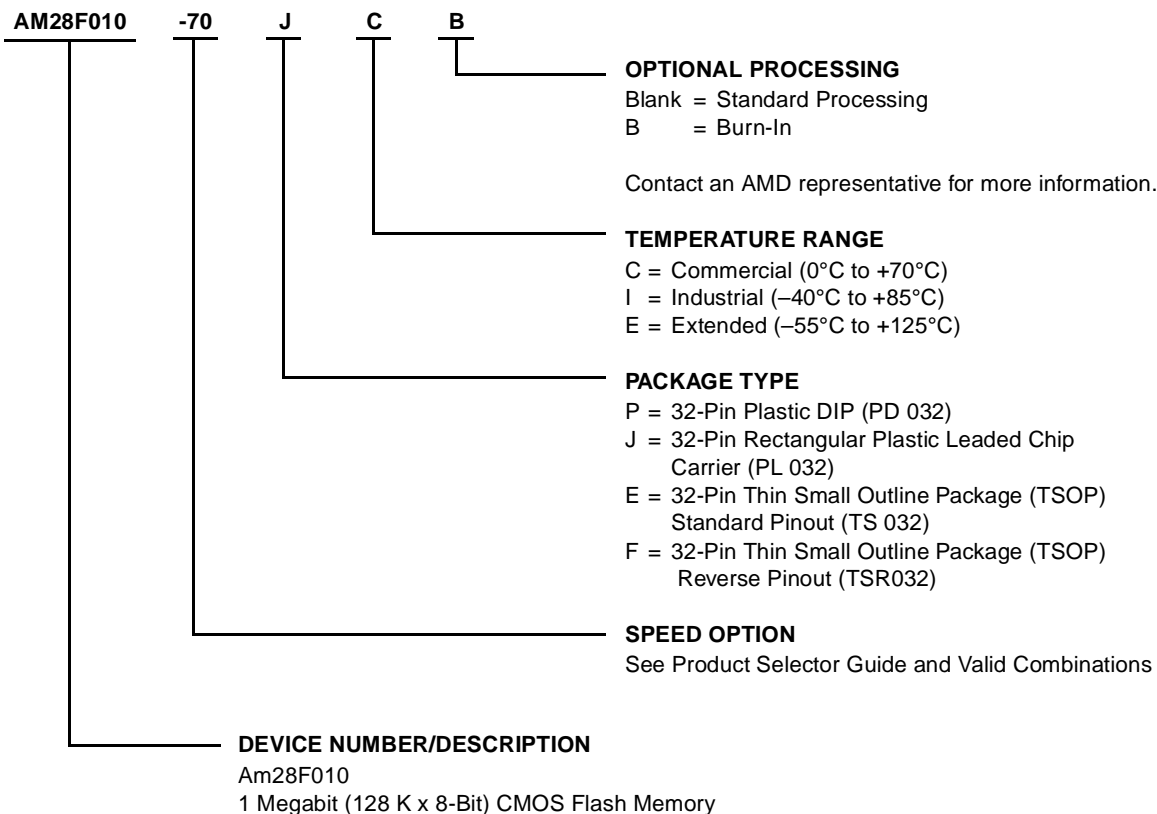 AM28F010 -70 J C B
OPTIONAL PROCESSING
Blank = Standard Processing
B = Burn-In
Contact an AMD representative for more information.
TEMPERATURE RANGE
C = Commercial (0°C to +70°C)
I = Industrial (–40°C to +85°C)
E = Extended (–55°C to +125°C)
PACKAGE TYPE
P = 32-Pin Plastic DIP (PD 032)
J = 32-Pin Rectangular Plastic Leaded Chip
Carrier (PL 032)
E = 32-Pin Thin Small Outline Package (TSOP)
Standard Pinout (TS 032)
F = 32-Pin Thin Small Outline Package (TSOP)
Reverse Pinout (TSR032)
SPEED OPTION
See Product Selector Guide and Valid Combinations
DEVICE NUMBER/DESCRIPTION
Am28F010
1 Megabit (128 K x 8-Bit) CMOS Flash Memory